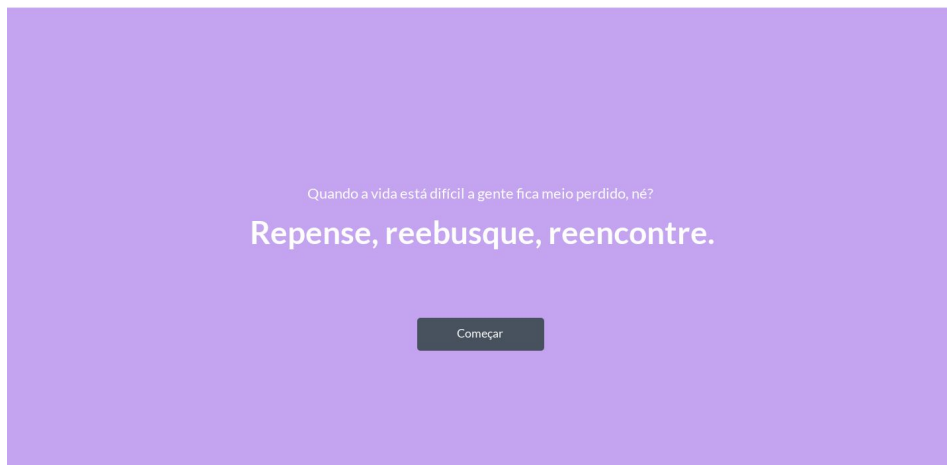 Quando a vida está difícil a gente fica meio perdido, né?
Repense, reebusque, reencontre.
Começar